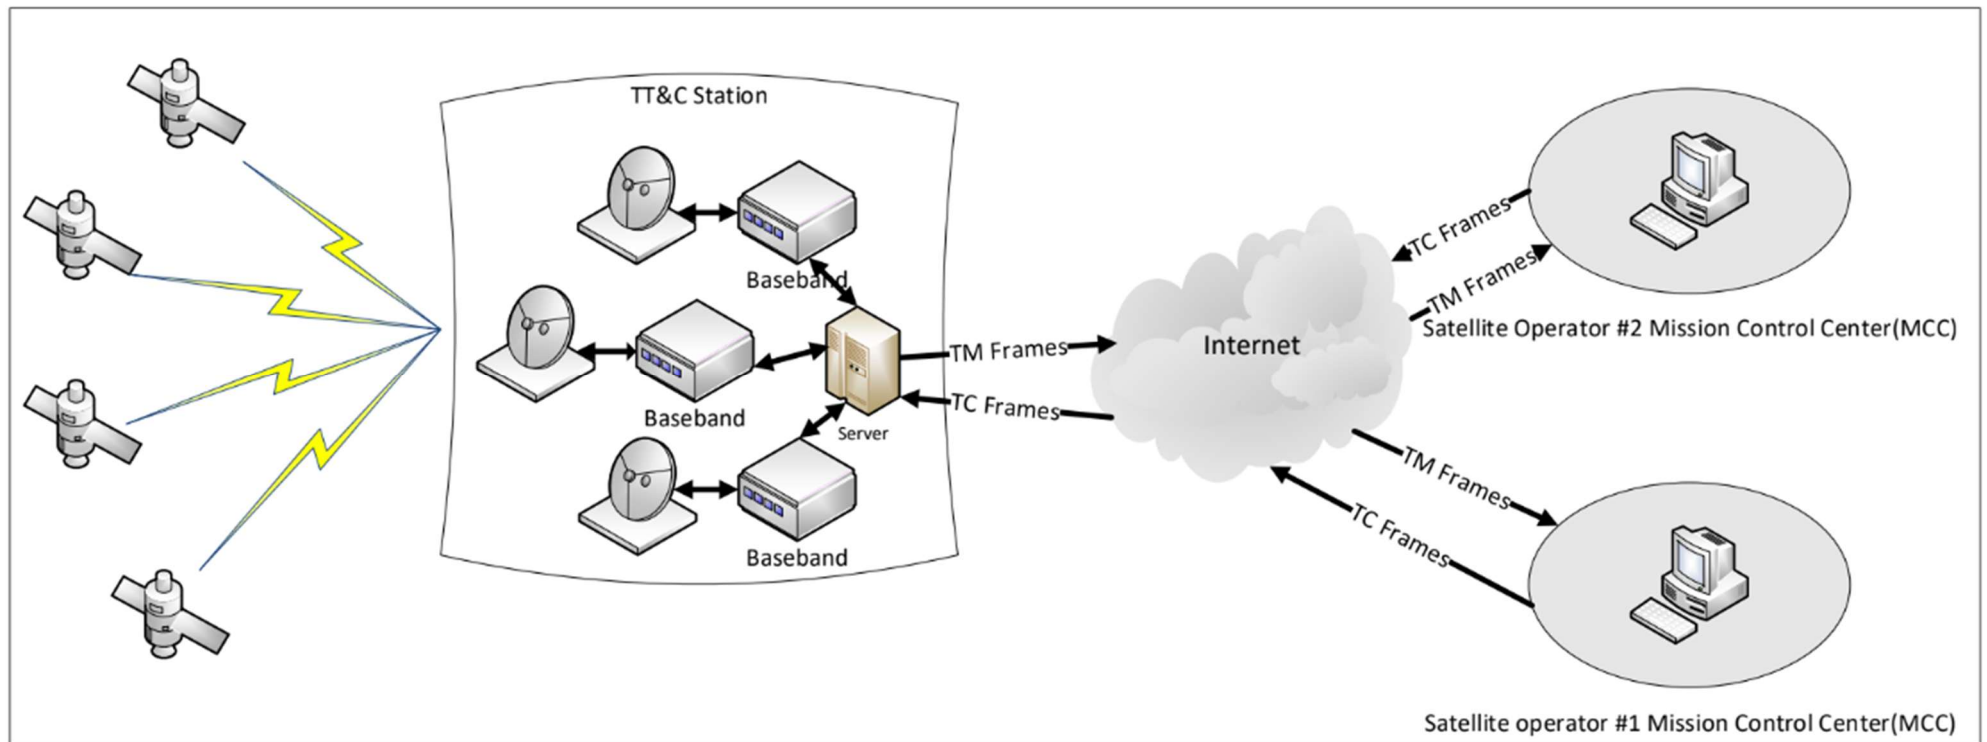 TT&C Station
Baseband
Baseband
Server
Baseband
TM Frames
TC Frames
Internet
TC Frames
TM Frames
Satellite Operator #2 Mission Control Center(MCC)
TM Frames
TC Frames
Satellite operator #1 Mission Control Center(MCC)